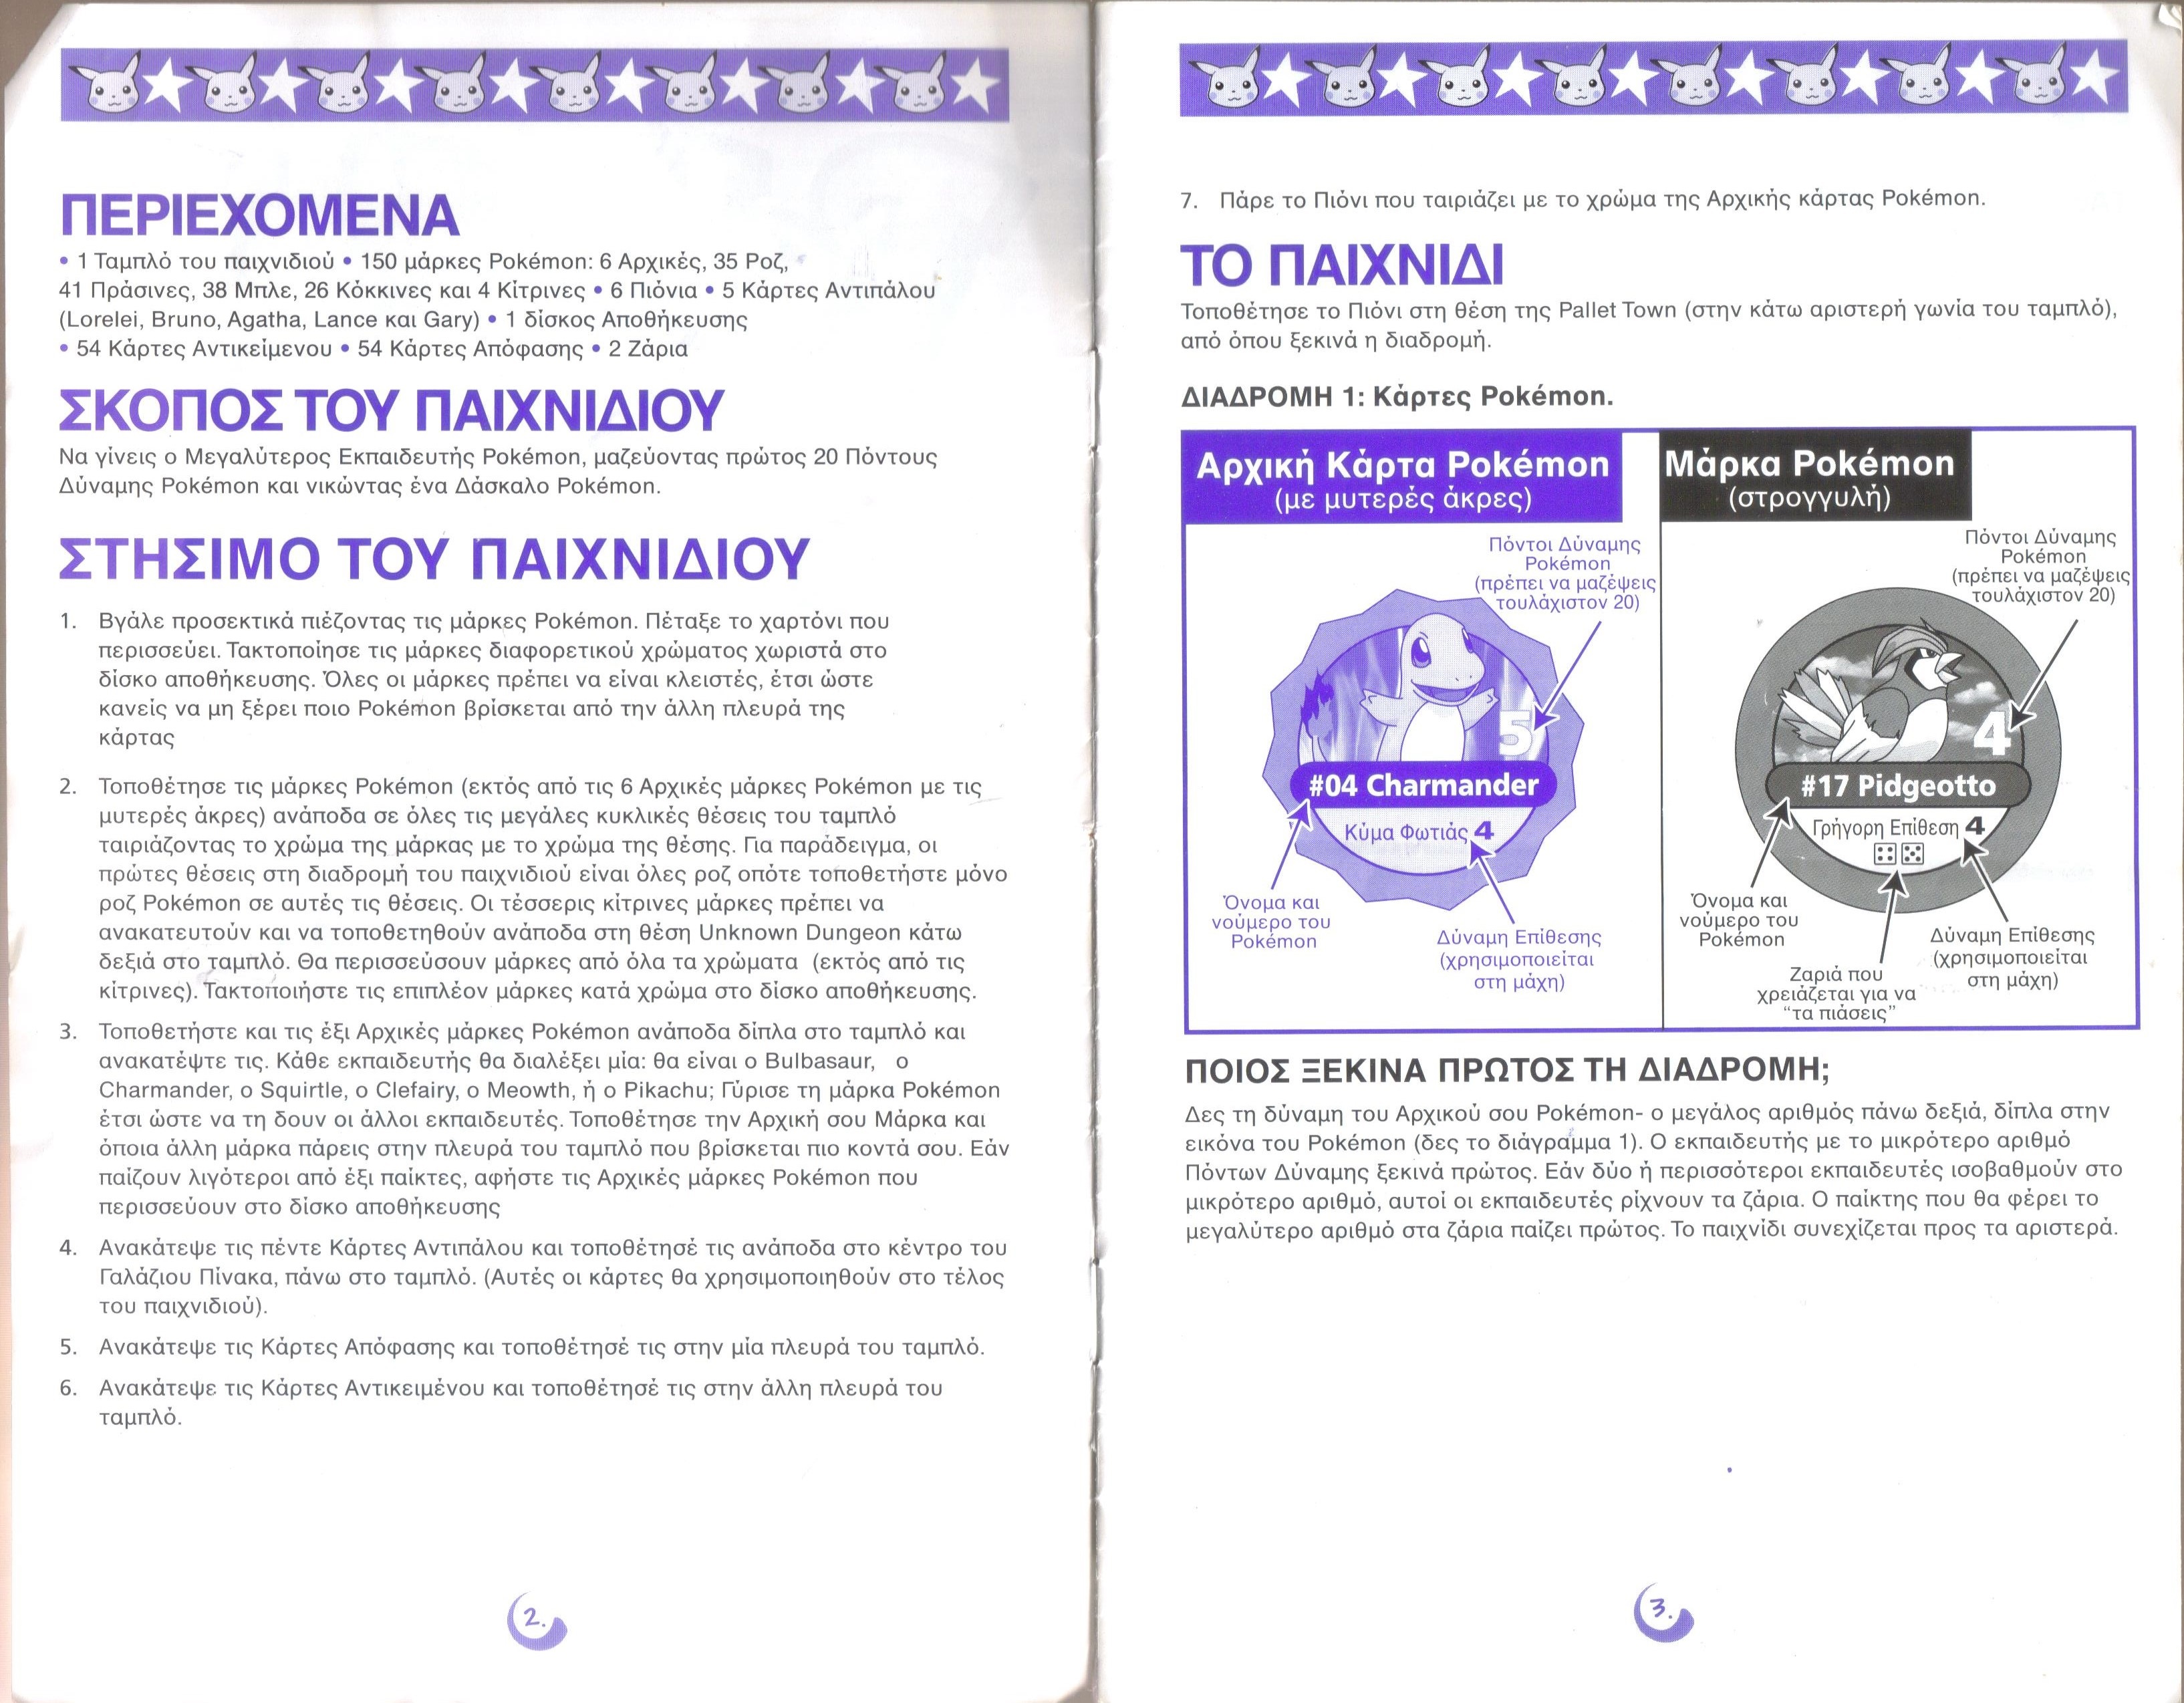 ΠΕΡΙΕΧΟΜΕΝΑ
• 1 Ταμπλό του παιχνιδιού • 150 μάρκες Pokémon: 6 Αρχικές, 35 Ροζ,
41 Πράσινες, 38 Μπλε, 26 Κόκκινες και 4 Κίτρινες • 6 Πιόνια • 5 Κάρτες Αντιπάλου
(Lorelei, Bruno, Agatha, Lance και Gary) • 1 δίσκος Αποθήκευσης
• 54 Κάρτες Αντικείμενου • 54 Κάρτες Απόφασης • 2 Ζάρια
ΣΚΟΠΟΣ ΤΟΥ ΠΑΙΧΝΙΔΙΟΥ
Να γίνεις ο Μεγαλύτερος Εκπαιδευτής Pokémon, μαζεύοντας πρώτος 20 Πόντους
Δύναμης Pokémon και νικώντας ένα Δάσκαλο Pokémon.
ΣΤΗΣΙΜΟ ΤΟΥ ΠΑΙΧΝΙΔΙΟΥ
1. Βγάλε προσεκτικά πιέζοντας τις μάρκες Pokémon. Πέταξε το χαρτόνι που
περισσεύει. Τακτοποίησε τις μάρκες διαφορετικού χρώματος χωριστά στο
δίσκο αποθήκευσης. Όλες οι μάρκες πρέπει να είναι κλειστές, έτσι ώστε
κανείς να μη ξέρει ποιο Pokémon βρίσκεται από την άλλη πλευρά της
κάρτας
2. Τοποθέτησε τις μάρκες Pokémon (εκτός από τις 6 Αρχικές μάρκες Pokémon με τις
μυτερές άκρες) ανάποδα σε όλες τις μεγάλες κυκλικές θέσεις του ταμπλό
ταιριάζοντας το χρώμα της μάρκας με το χρώμα της θέσης. Για παράδειγμα, οι
πρώτες θέσεις στη διαδρομή του παιχνιδιού είναι όλες ροζ οπότε τοποθετήστε μόνο
ροζ Pokémon σε αυτές τις θέσεις. Οι τέσσερις κίτρινες μάρκες πρέπει να
ανακατευτούν και να τοποθετηθούν ανάποδα στη θέση Unknown Dungeon κάτω
δεξιά στο ταμπλό. Θα περισσεύσουν μάρκες από όλα τα χρώματα (εκτός από τις
κίτρινες). Τακτοποιήστε τις επιπλέον μάρκες κατά χρώμα στο δίσκο αποθήκευσης.
3. Τοποθετήστε και τις έξι Αρχικές μάρκες Pokémon ανάποδα δίπλα στο ταμπλό και
ανακατέψτε τις. Κάθε εκπαιδευτής θα διαλέξει μία: θα είναι ο Bulbasaur, ο
Charmander, ο Squirtle, ο Clefairy, ο Meowth, ή ο Pikachu; Γύρισε τη μάρκα Pokémon
έτσι ώστε να τη δουν οι άλλοι εκπαιδευτές. Τοποθέτησε την Αρχική σου Μάρκα και
όποια άλλη μάρκα πάρεις στην πλευρά του ταμπλό που βρίσκεται πιο κοντά σου. Εάν
παίζουν λιγότεροι από έξι παίκτες, αφήστε τις Αρχικές μάρκες Pokémon που
περισσεύουν στο δίσκο αποθήκευσης
4. Ανακάτεψε τις πέντε Κάρτες Αντιπάλου και τοποθέτησέ τις ανάποδα στο κέντρο του
Γαλάζιου Πίνακα, πάνω στο ταμπλό. (Αυτές οι κάρτες θα χρησιμοποιηθούν στο τέλος
του παιχνιδιού).
5. Ανακάτεψε τις Κάρτες Απόφασης και τοποθέτησέ τις στην μία πλευρά του ταμπλό.
6. Ανακάτεψε τις Κάρτες Αντικειμένου και τοποθέτησέ τις στην άλλη πλευρά του
ταμπλό.
2.
7. Πάρε το Πιόνι που ταιριάζει με το χρώμα της Αρχικής κάρτας Pokémon.
ΤΟ ΠΑΙΧΝΙΔΙ
Τοποθέτησε το Πιόνι στη θέση της Pallet Town (στην κάτω αριστερή γωνία του ταμπλό),
από όπου ξεκινά η διαδρομή.
ΔΙΑΔΡΟΜΗ 1: Κάρτες Pokémon.
Αρχική Κάρτα Pokémon
(με μυτερές άκρες)
Πόντοι Δύναμης
Pokémon
(πρέπει να μαζέψεις
τουλάχιστον 20)
5
#04 Charmander
Κύμα Φωτιάς 4
Όνομα και
νούμερο του
Pokémon
Δύναμη Επίθεσης
(χρησιμοποιείται
στη μάχη)
Μάρκα Pokémon
(στρογγυλή)
Πόντοι Δύναμης
Pokémon
(πρέπει να μαζέψεις
τουλάχιστον 20)
4
#17 Pidgeotto
Γρήγορη Επίθεση 4
Όνομα και
νούμερο του
Pokémon
Ζαριά που
χρειάζεται για να
“τα πιάσεις”
Δύναμη Επίθεσης
(χρησιμοποιείται
στη μάχη)
ΠΟΙΟΣ ΞΕΚΙΝΑ ΠΡΩΤΟΣ ΤΗ ΔΙΑΔΡΟΜΗ;
Δες τη δύναμη του Αρχικού σου Pokémon- ο μεγάλος αριθμός πάνω δεξιά, δίπλα στην
εικόνα του Pokémon (δες το διάγραμμα 1). Ο εκπαιδευτής με το μικρότερο αριθμό
Πόντων Δύναμης ξεκινά πρώτος. Εάν δύο ή περισσότεροι εκπαιδευτές ισοβαθμούν στο
μικρότερο αριθμό, αυτοί οι εκπαιδευτές ρίχνουν τα ζάρια. Ο παίκτης που θα φέρει το
μεγαλύτερο αριθμό στα ζάρια παίζει πρώτος. Το παιχνίδι συνεχίζεται προς τα αριστερά.
3.